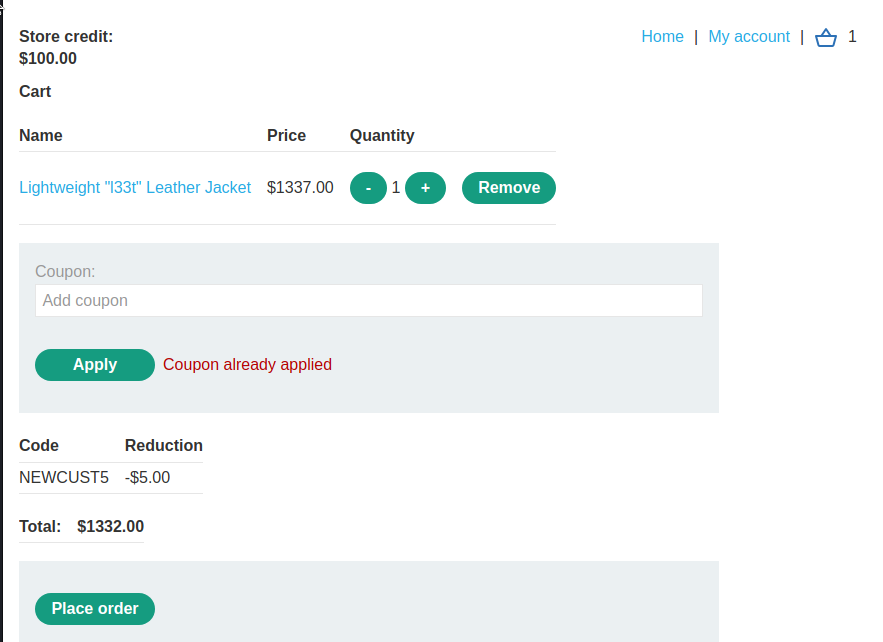 Store credit:
$100.00
Home | My account | 1
Cart
Name Price Quantity
Lightweight "l33t" Leather Jacket $1337.00 - 1 + Remove
Coupon:
Add coupon
Apply Coupon already applied
Code Reduction
NEWCUST5 -$5.00
Total: $1332.00
Place order